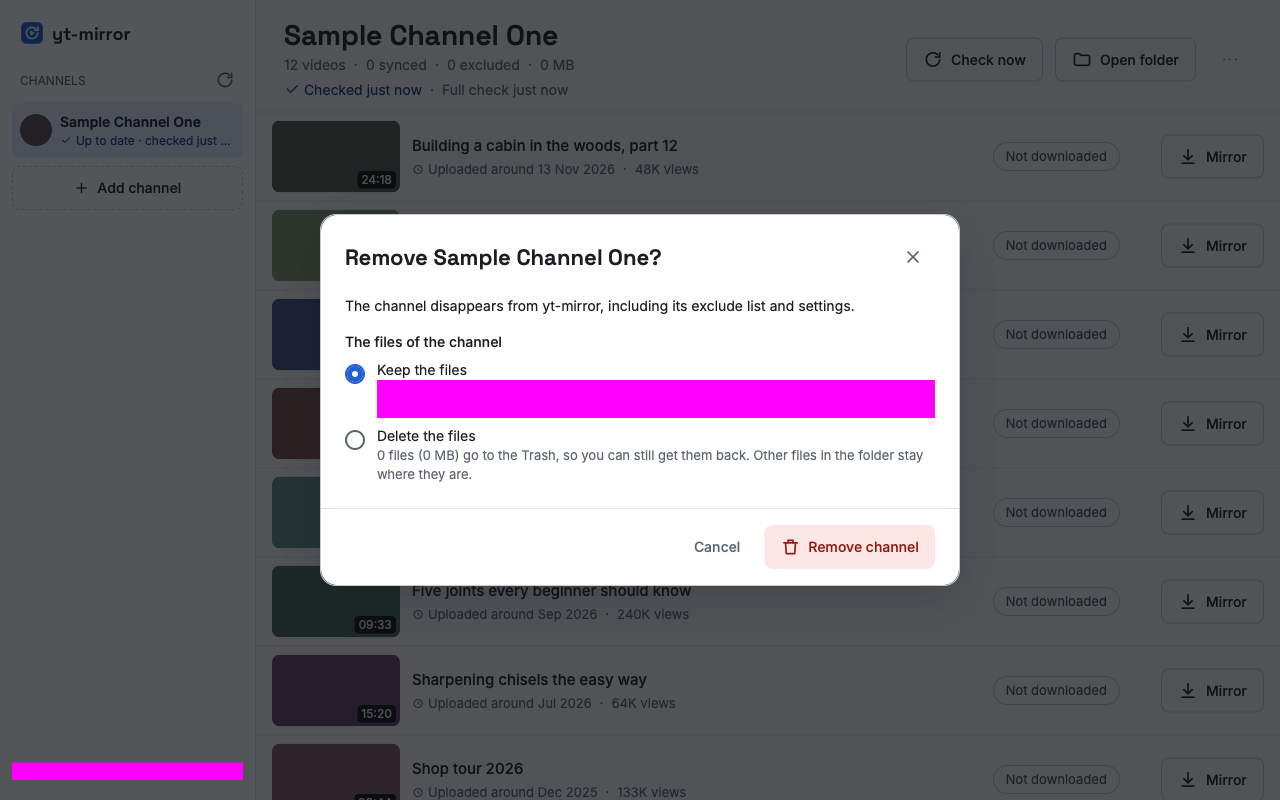 yt-mirror
CHANNELS
Sample Channel One
Up to date · checked just ...
Add channel
Sample Channel One
12 videos · 0 synced · 0 excluded · 0 MB
Checked just now · Full check just now
Check now
Open folder
...
24:18
Building a cabin in the woods, part 12
Uploaded around 13 Nov 2026 · 48K views
Not downloaded
Mirror
Not downloaded
Mirror
Not downloaded
Mirror
Not downloaded
Mirror
Not downloaded
Mirror
Remove Sample Channel One?
The channel disappears from yt-mirror, including its exclude list and settings.
The files of the channel
Keep the files
Delete the files
0 files (0 MB) go to the Trash, so you can still get them back. Other files in the folder stay
where they are.
Cancel
Remove channel
09:33
Five joints every beginner should know
Uploaded around Sep 2026 · 240K views
Not downloaded
Mirror
15:20
Sharpening chisels the easy way
Uploaded around Jul 2026 · 64K views
Not downloaded
Mirror
Shop tour 2026
Uploaded around Dec 2025 · 133K views
Not downloaded
Mirror